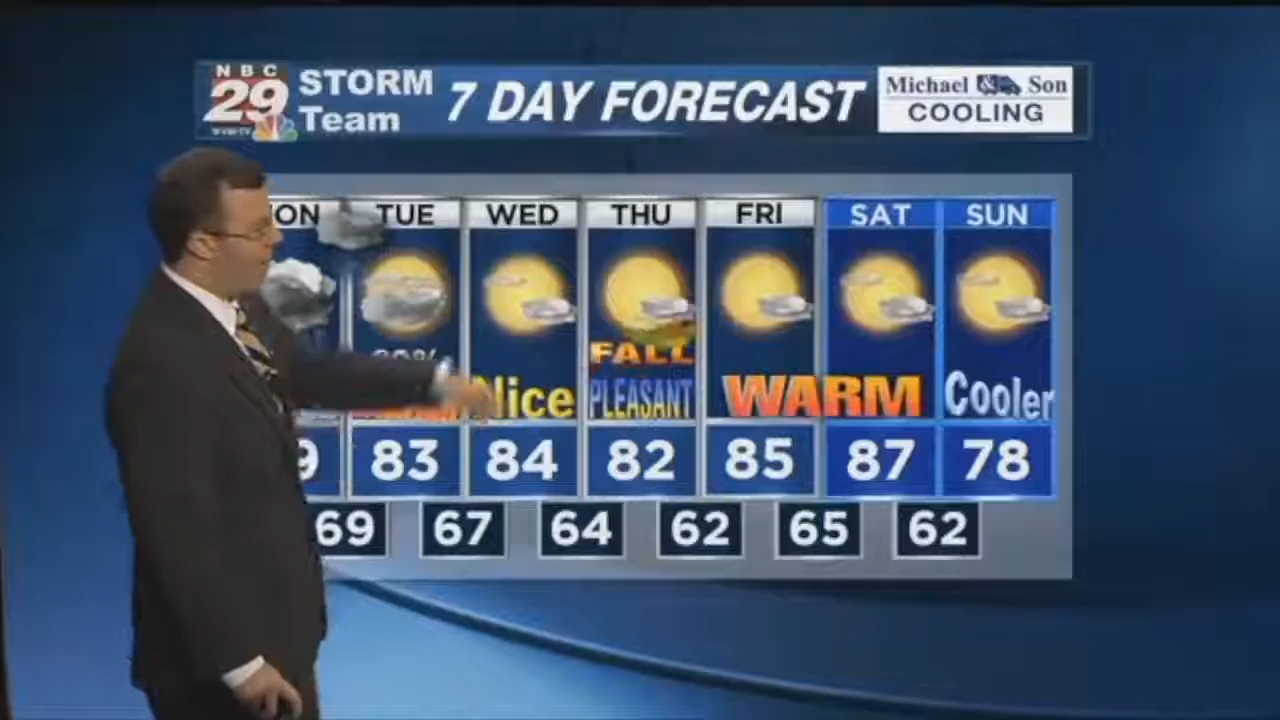 NBC
29
STORM
Team
7 DAY FORECAST
Michael & Son
COOLING
TUE WED THU FRI SAT SUN
FALL
Nice PLEASANT WARM Cooler
83 84 82 85 87 78
69 67 64 62 65 62